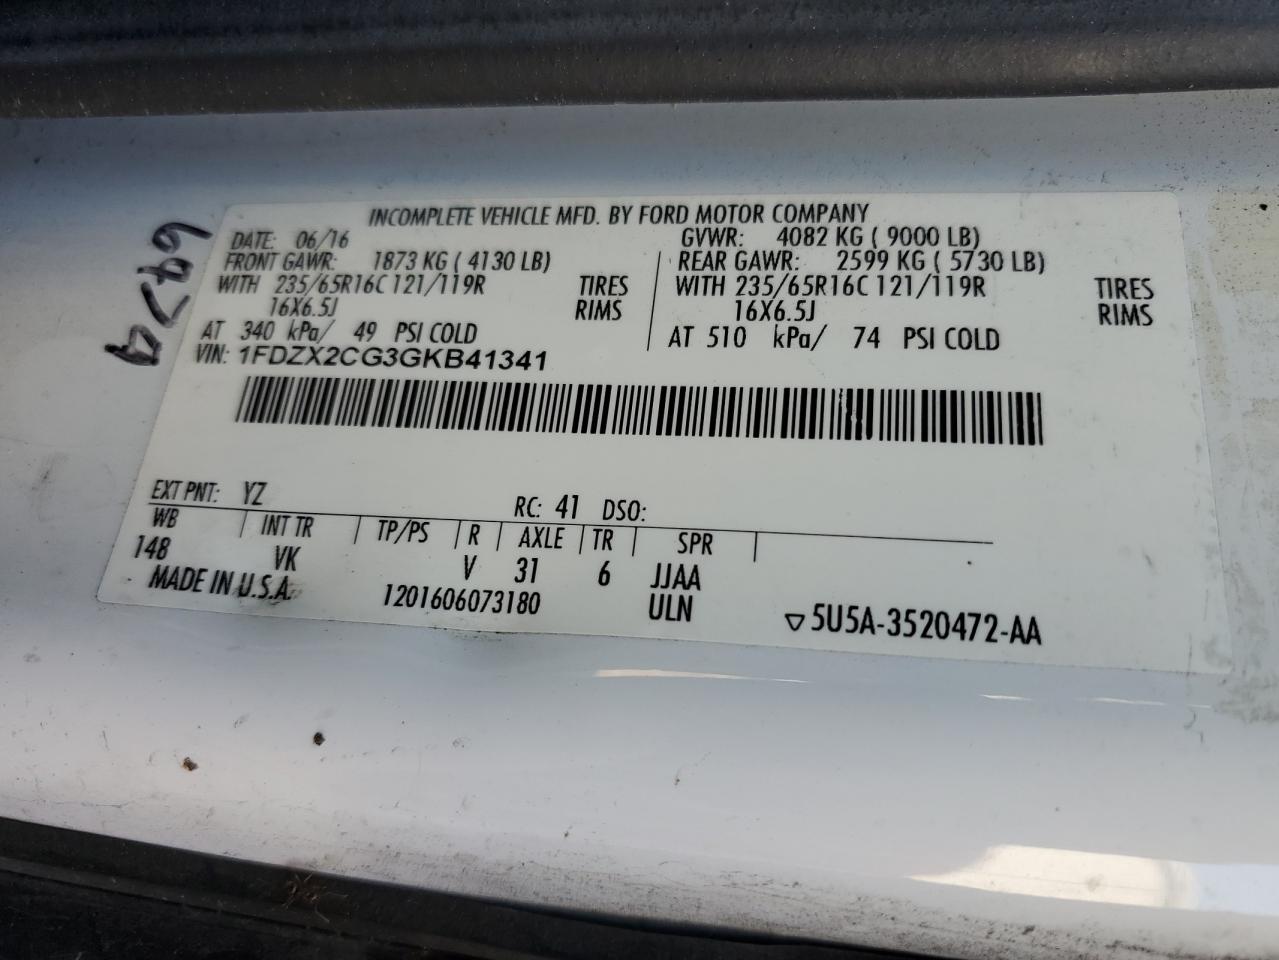 INCOMPLETE VEHICLE MFD. BY FORD MOTOR COMPANY
DATE: 06/16 GVWR: 4082 KG ( 9000 LB)
FRONT GAWR: 1873 KG ( 4130 LB) REAR GAWR: 2599 KG ( 5730 LB)
WITH 235/65R16C 121/119R TIRES WITH 235/65R16C 121/119R TIRES
16X6.5J RIMS 16X6.5J RIMS
AT 340 kPa/ 49 PSI COLD AT 510 kPa/ 74 PSI COLD
VIN: 1FDZX2CG3GKB41341
EXT PNT: YZ RC: 41 DSO:
WB INT TR TP/PS R AXLE TR SPR
148 VK V 31 6 JJAA
MADE IN U.S.A. 1201606073180 ULN ▽5U5A-3520472-AA